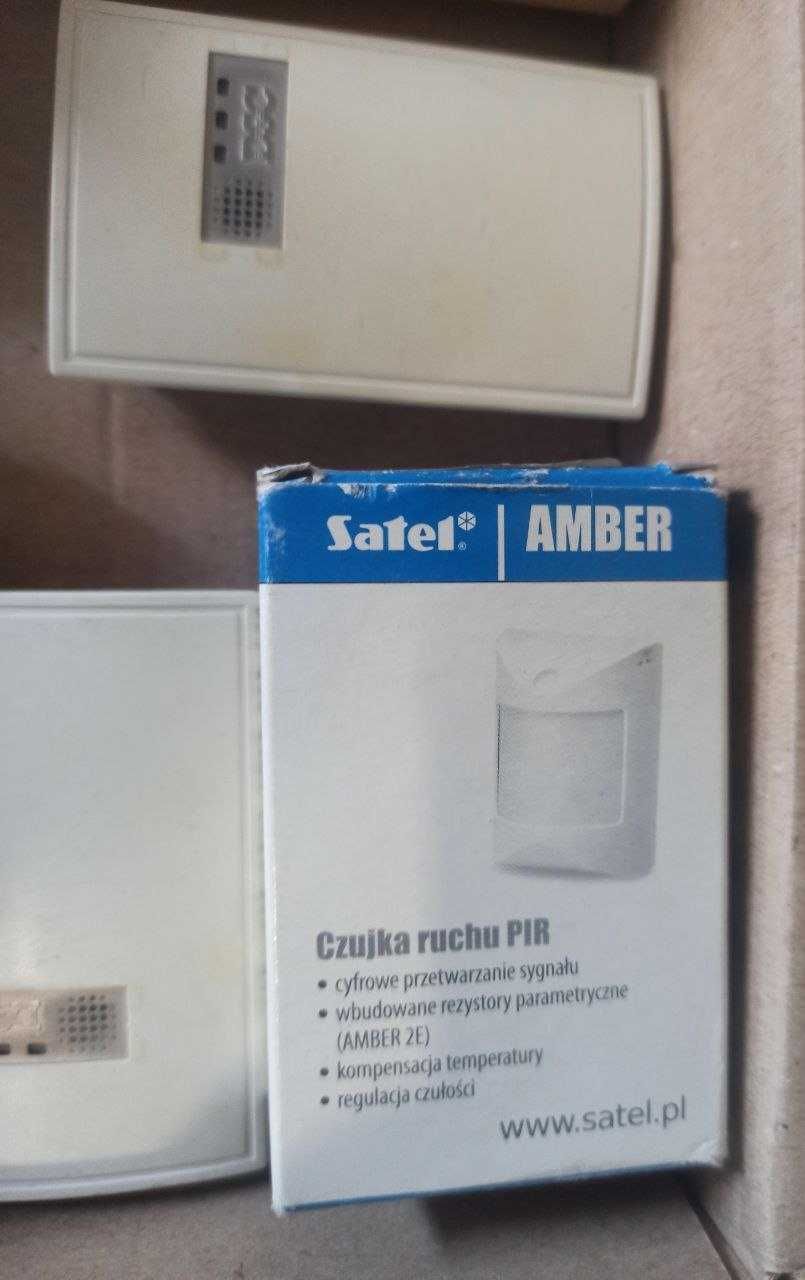 Satel® | AMBER
Czujka ruchu PIR
• cyfrowe przetwarzanie sygnału
• wbudowane rezystory parametryczne
(AMBER 2E)
• kompensacja temperatury
• regulacja czułości
www.satel.pl